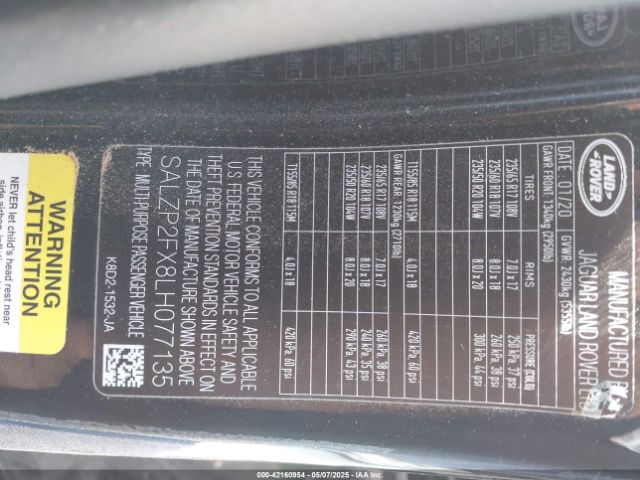 LAND
ROVER
MANUFACTURED
JAGUAR LAND ROVER
DATE: 01/20 GVWR: 2430kg (5355lb)
GAWR FRONT: 1340kg (2950lb)
TIRES RIMS PRESSURE (COLD)
235/65 R17 108V 7.0J x 17 250 kPa, 37 psi
235/60 R18 107V 8.0J x 18 260 kPa, 38 psi
235/50 R20 104W 8.0J x 20 300 kPa, 44 psi
T155/85 R18 115M 4.0J x 18 420 kPa, 60 psi
GAWR REAR: 1230kg (2710lb)
235/65 R17 108V 7.0J x 17 260 kPa, 38 psi
235/60 R18 107V 8.0J x 18 240 kPa, 35 psi
235/50 R20 104W 8.0J x 20 290 kPa, 43 psi
T155/85 R18 115M 4.0J x 18 420 kPa, 60 psi
THIS VEHICLE CONFORMS TO ALL APPLICABLE
U.S. FEDERAL MOTOR VEHICLE SAFETY AND
THEFT PREVENTION STANDARDS IN EFFECT ON
THE DATE OF MANUFACTURE SHOWN ABOVE
SALZP2FX8LH077135
TYPE: MULTI-PURPOSE PASSENGER VEHICLE
K8D2-1532-JA
WARNING
ATTENTION
NEVER let child's head rest near
000-42160954 | 05/07/2025 - IAA Corp.